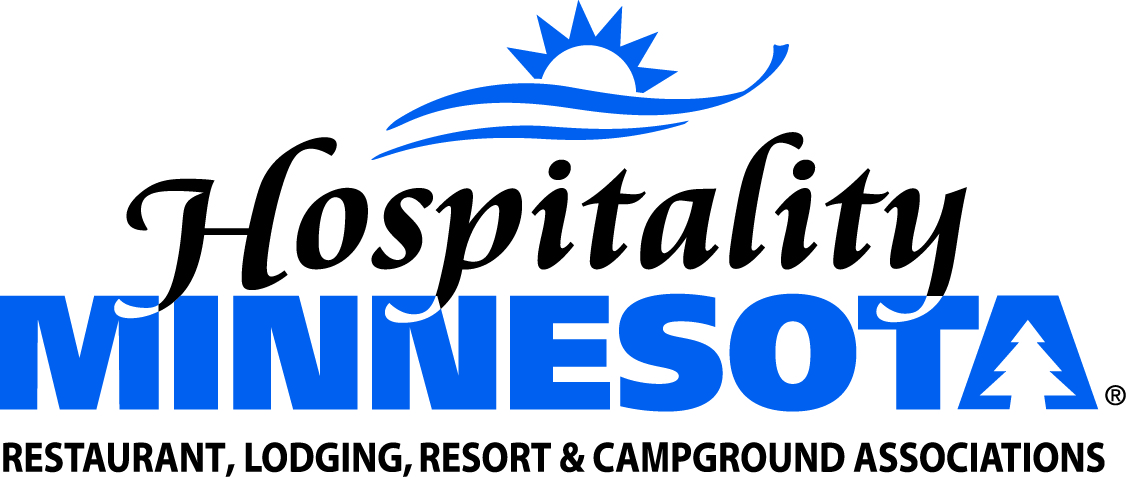 Hospitality
MINNESOTA®
RESTAURANT, LODGING, RESORT & CAMPGROUND ASSOCIATIONS